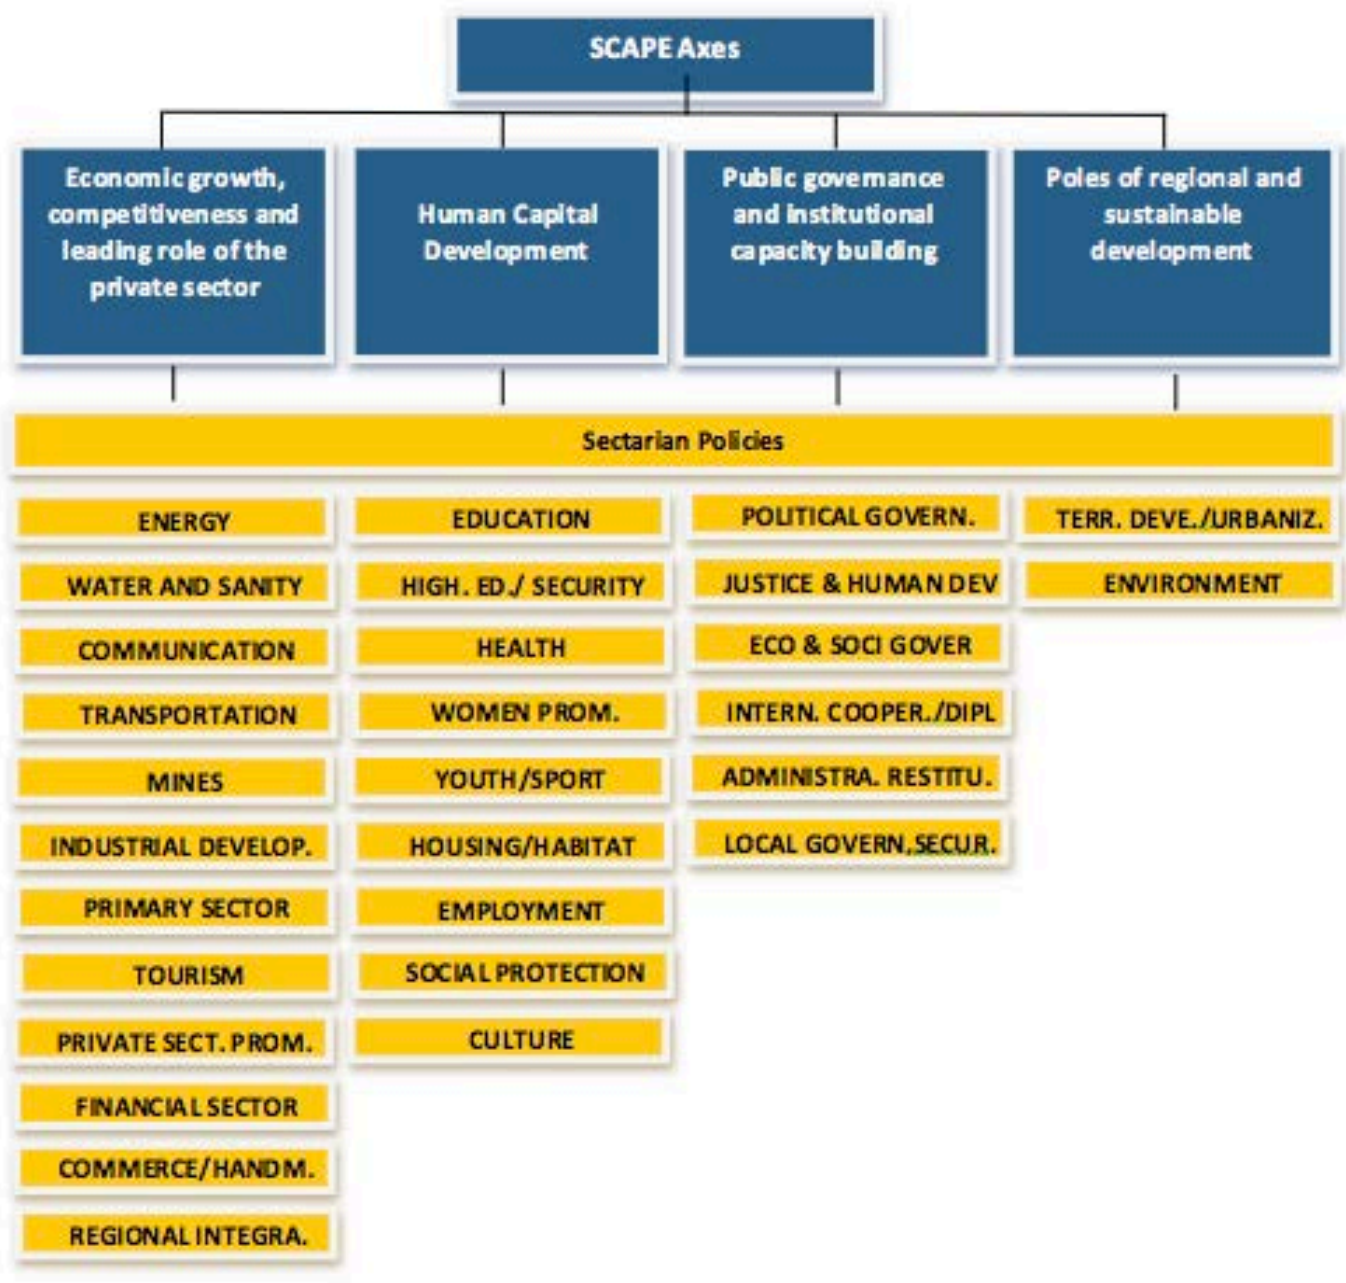 SCAPE Axes
Economic growth,
competitiveness and
leading role of the
private sector
Human Capital
Development
Public governance
and institutional
capacity building
Poles of regional and
sustainable
development
Sectarian Policies
ENERGY
WATER AND SANITY
COMMUNICATION
TRANSPORTATION
MINES
INDUSTRIAL DEVELOP.
PRIMARY SECTOR
TOURISM
PRIVATE SECT. PROM.
FINANCIAL SECTOR
COMMERCE/HANDM.
REGIONAL INTEGRA.
EDUCATION
HIGH. ED./ SECURITY
HEALTH
WOMEN PROM.
YOUTH/SPORT
HOUSING/HABITAT
EMPLOYMENT
SOCIAL PROTECTION
CULTURE
POLITICAL GOVERN.
JUSTICE & HUMAN DEV
ECO & SOCI GOVER
INTERN. COOPER./DIPL
ADMINISTRA. RESTITU.
LOCAL GOVERN,SECUR.
TERR. DEVE./URBANIZ.
ENVIRONMENT